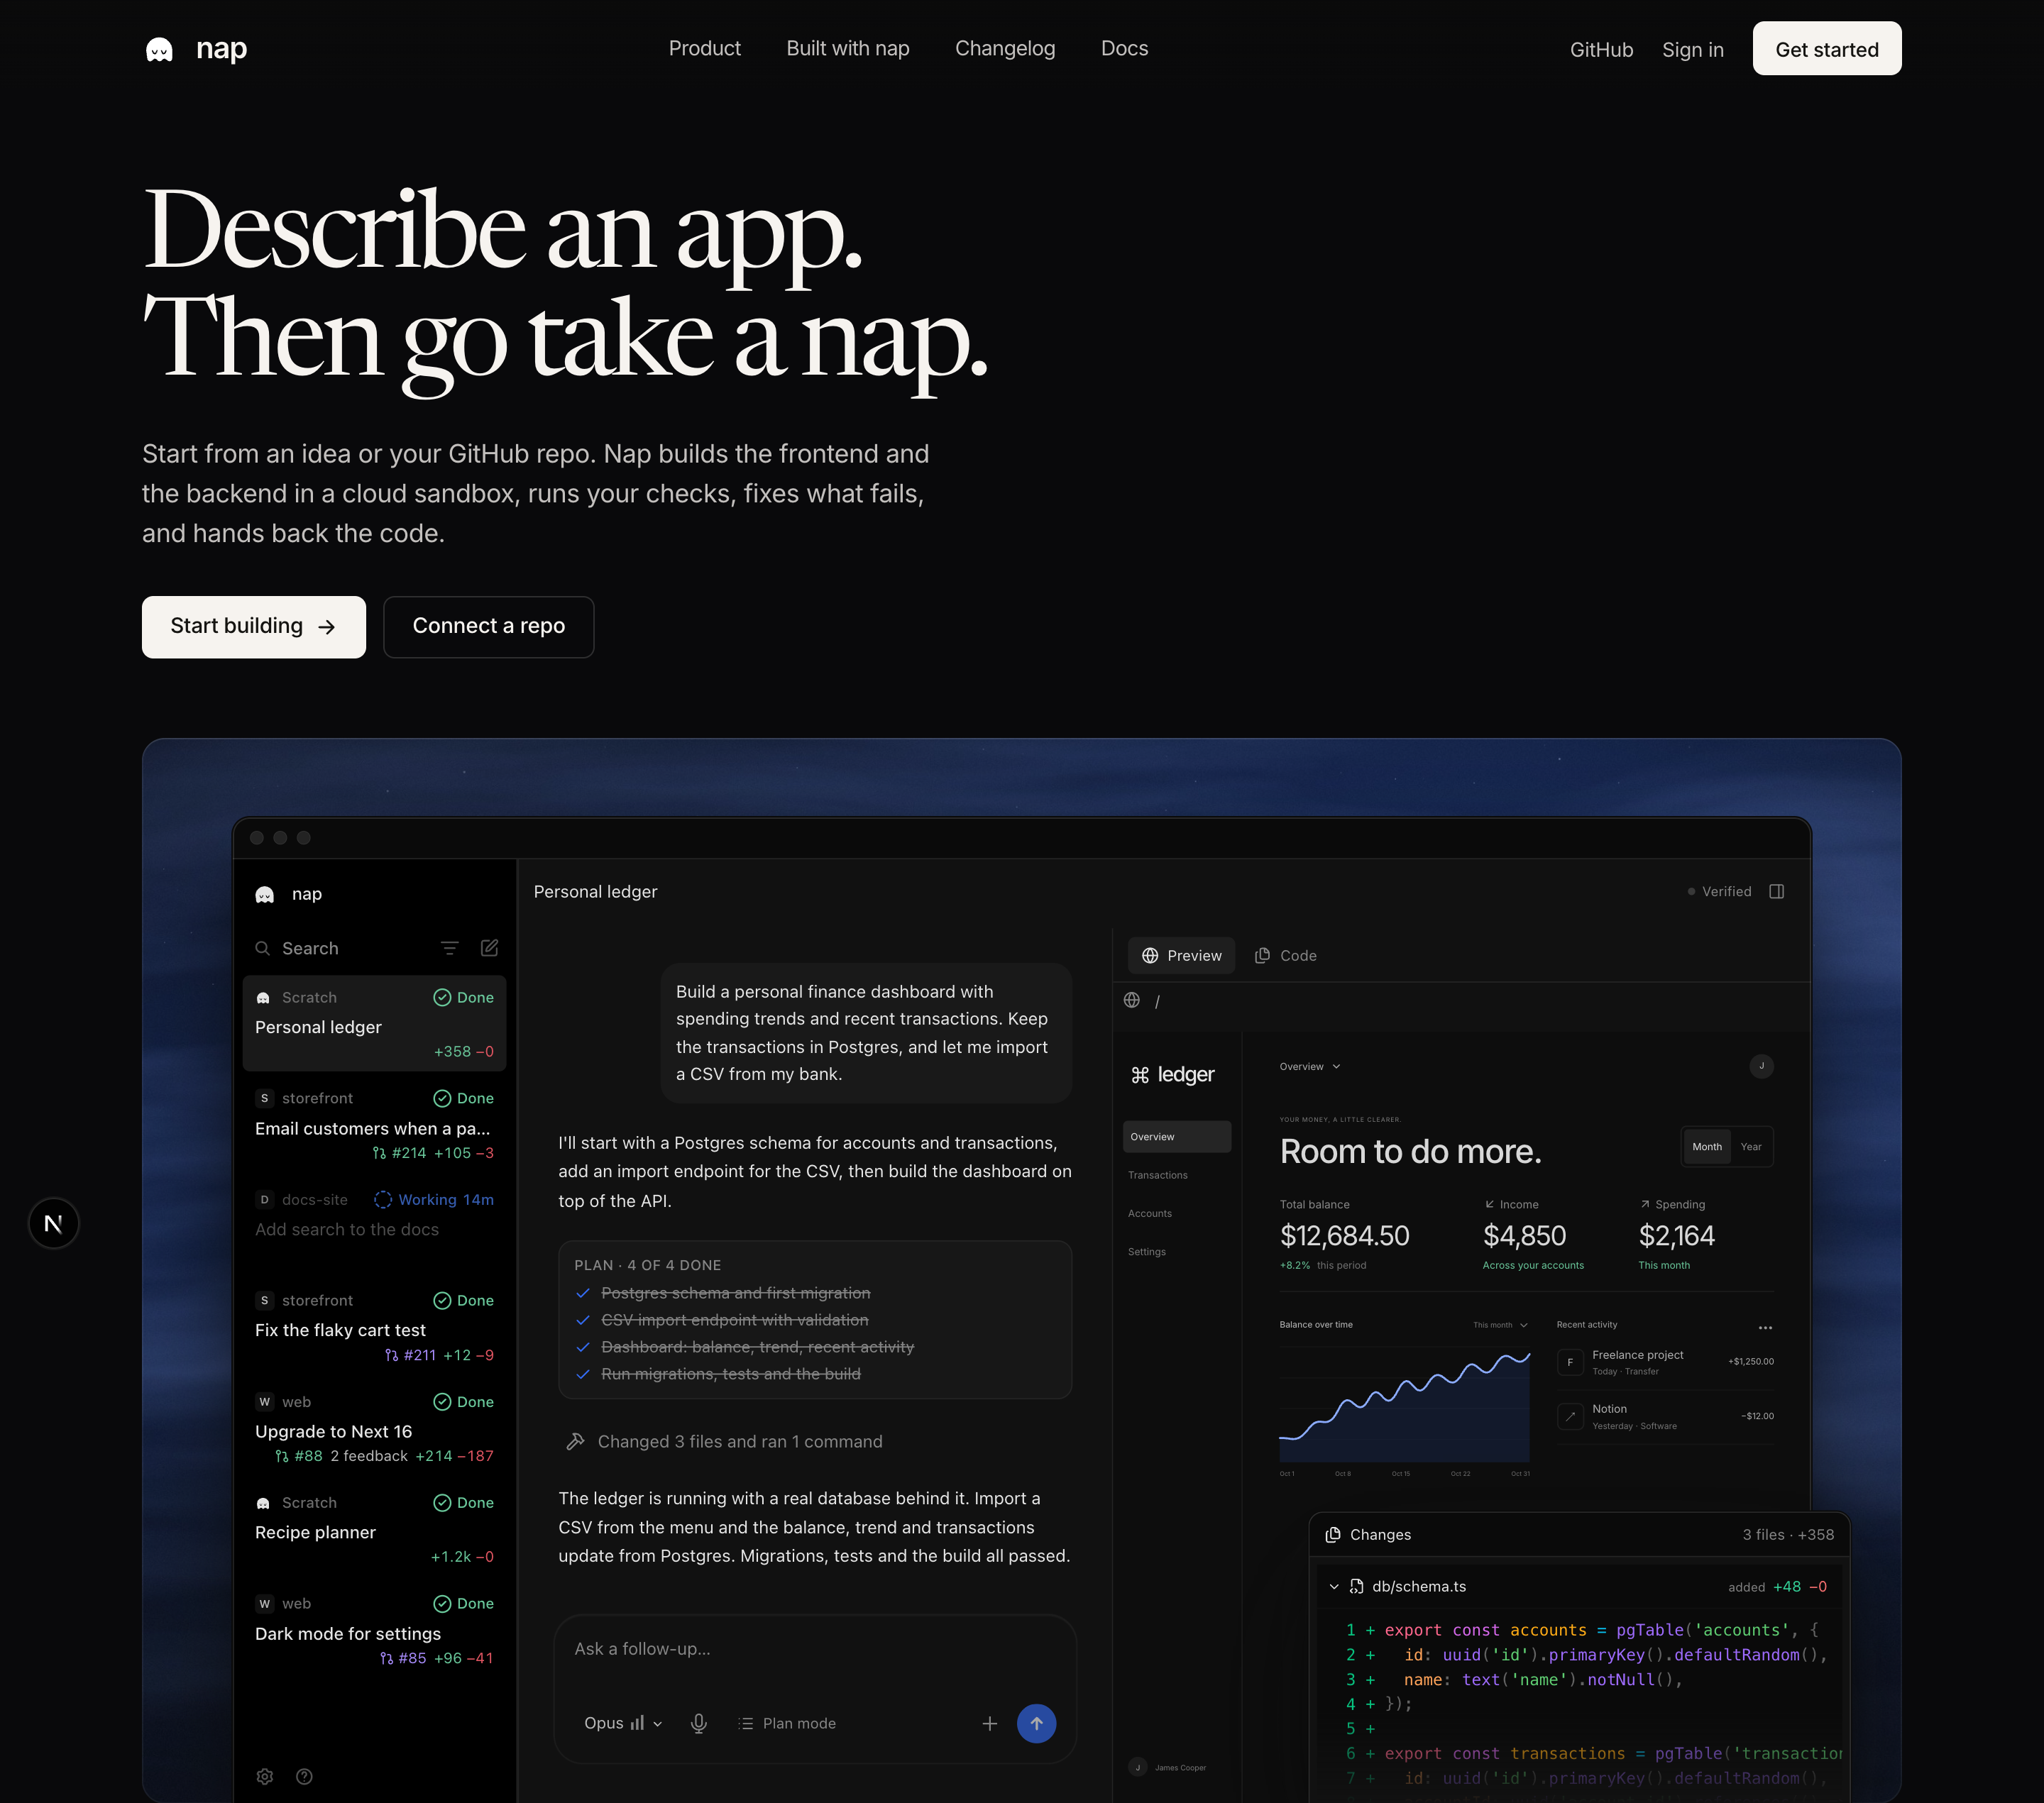 nap
Product
Built with nap
Changelog
Docs
GitHub
Sign in
Get started
Describe an app.
Then go take a nap.
Start from an idea or your GitHub repo. Nap builds the frontend and
the backend in a cloud sandbox, runs your checks, fixes what fails,
and hands back the code.
Start building →
Connect a repo
N
nap
Search
Scratch Done
Personal ledger
+358 −0
S storefront Done
Email customers when a pa...
#214 +105 −3
D docs-site Working 14m
Add search to the docs
S storefront Done
Fix the flaky cart test
#211 +12 −9
W web Done
Upgrade to Next 16
#88 2 feedback +214 −187
Scratch Done
Recipe planner
+1.2k −0
W web Done
Dark mode for settings
#85 +96 −41
Personal ledger
Verified
Build a personal finance dashboard with
spending trends and recent transactions. Keep
the transactions in Postgres, and let me import
a CSV from my bank.
I'll start with a Postgres schema for accounts and transactions,
add an import endpoint for the CSV, then build the dashboard on
top of the API.
PLAN · 4 OF 4 DONE
Postgres schema and first migration
CSV import endpoint with validation
Dashboard: balance, trend, recent activity
Run migrations, tests and the build
Changed 3 files and ran 1 command
The ledger is running with a real database behind it. Import a
CSV from the menu and the balance, trend and transactions
update from Postgres. Migrations, tests and the build all passed.
Ask a follow-up...
Opus
Plan mode
Preview
Code
/
⌘ ledger
Overview
Transactions
Accounts
Settings
J James Cooper
Overview
J
YOUR MONEY, A LITTLE CLEARER.
Room to do more.
Month Year
Total balance
$12,684.50
+8.2% this period
Income
$4,850
Across your accounts
Spending
$2,164
This month
Balance over time
This month
Oct 1 Oct 8 Oct 15 Oct 22 Oct 31
Recent activity
F Freelance project +$1,250.00
Today · Transfer
Notion −$12.00
Yesterday · Software
Changes 3 files · +358
db/schema.ts added +48 −0
1 + export const accounts = pgTable('accounts', {
2 + id: uuid('id').primaryKey().defaultRandom(),
3 + name: text('name').notNull(),
4 + });
5 +
6 + export const transactions = pgTable('transaction
7 + id: uuid('id').primaryKey().defaultRandom(),